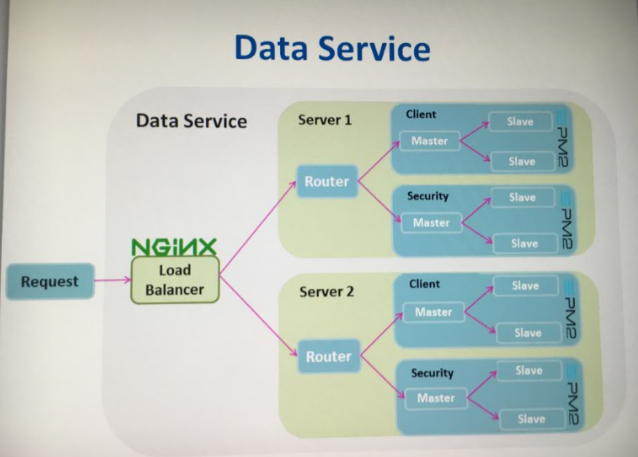 Data Service
Data Service
NGiNX
Load
Balancer
Request
Server 1
Router
Client
Master
Slave
Slave
PM2
Security
Master
Slave
Slave
PM2
Server 2
Router
Client
Master
Slave
Slave
PM2
Security
Master
Slave
Slave
PM2